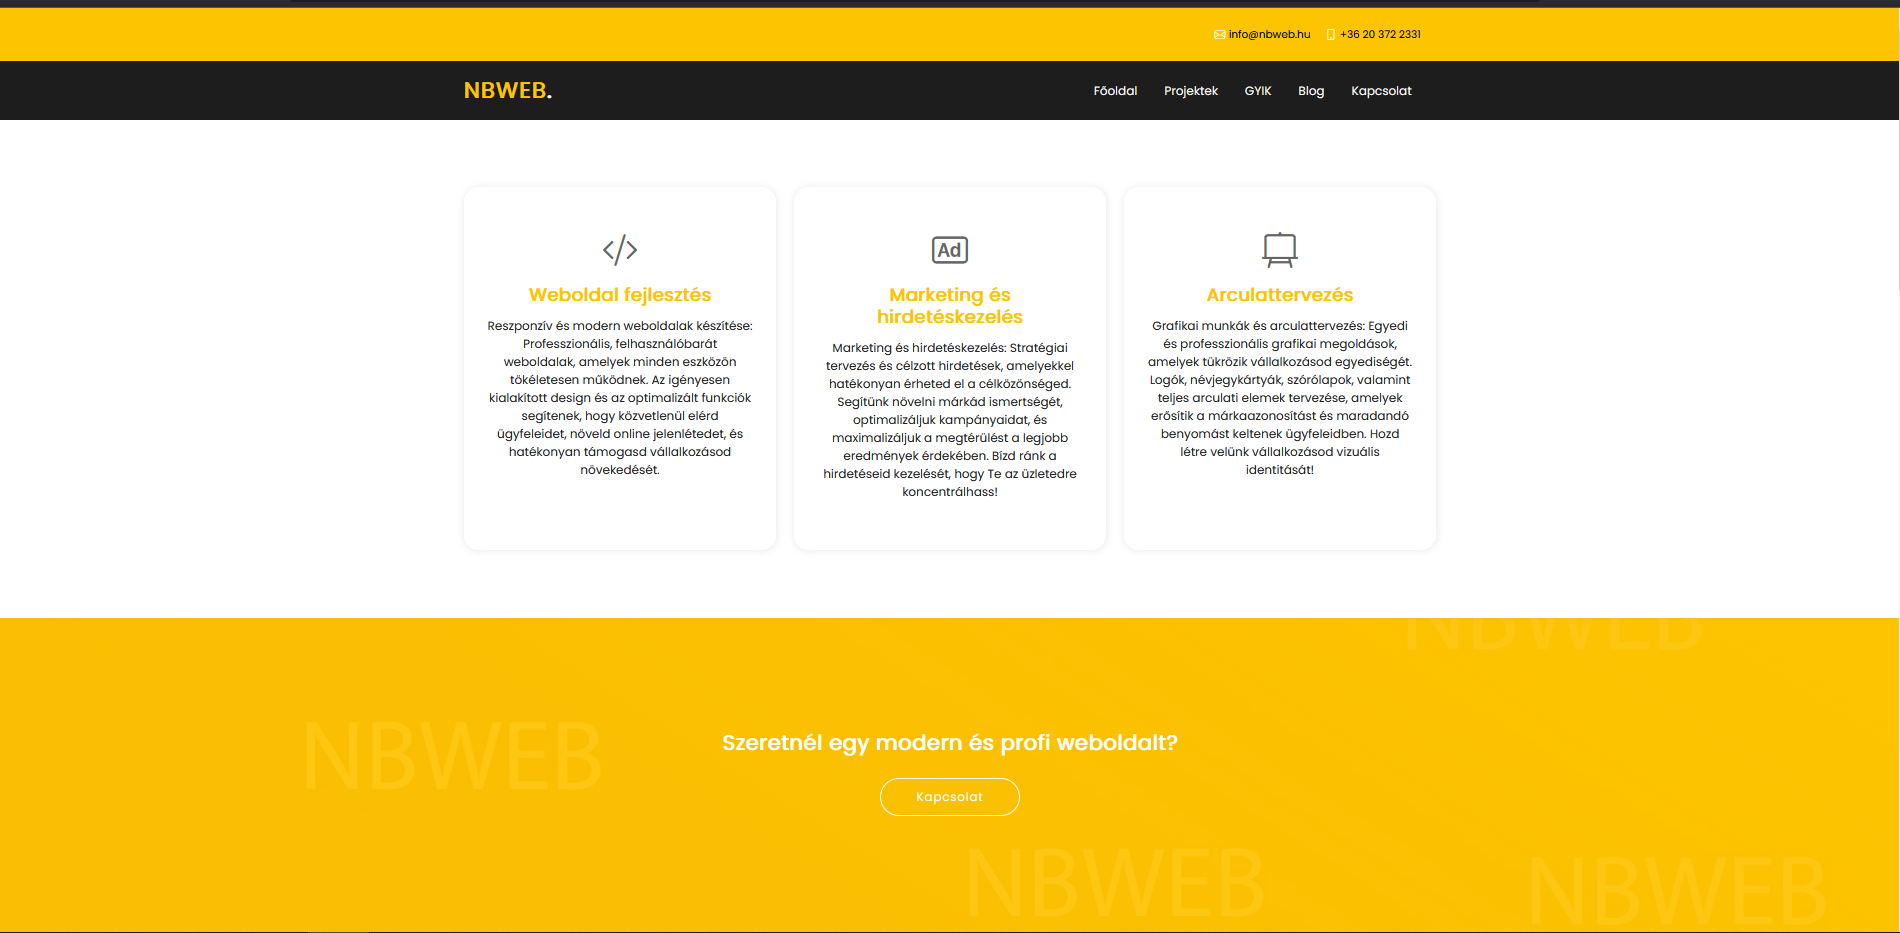 info@nbweb.hu +36 20 372 2331
NBWEB. Főoldal Projektek GYIK Blog Kapcsolat
</>
Weboldal fejlesztés
Reszponzív és modern weboldalak készítése:
Professzionális, felhasználóbarát
weboldalak, amelyek minden eszközön
tökéletesen működnek. Az igényesen
kialakított design és az optimalizált funkciók
segítenek, hogy közvetlenül elérd
ügyfeleidet, növeld online jelenlétedet, és
hatékonyan támogasd vállalkozásod
növekedését.
Ad
Marketing és
hirdetéskezelés
Marketing és hirdetéskezelés: Stratégiai
tervezés és célzott hirdetések, amelyekkel
hatékonyan érheted el a célközönséged.
Segítünk növelni márkád ismertségét,
optimalizáljuk kampányaidat, és
maximalizáljuk a megtérülést a legjobb
eredmények érdekében. Bízd ránk a
hirdetéseid kezelését, hogy Te az üzletedre
koncentrálhass!
Arculattervezés
Grafikai munkák és arculattervezés: Egyedi
és professzionális grafikai megoldások,
amelyek tükrözik vállalkozásod egyediségét.
Logók, névjegykártyák, szórólapok, valamint
teljes arculati elemek tervezése, amelyek
erősítik a márkaazonosítást és maradandó
benyomást keltenek ügyfeleidben. Hozd
létre velünk vállalkozásod vizuális
identitását!
NBWEB
NBWEB
Szeretnél egy modern és profi weboldalt?
Kapcsolat
NBWEB
NBWEB